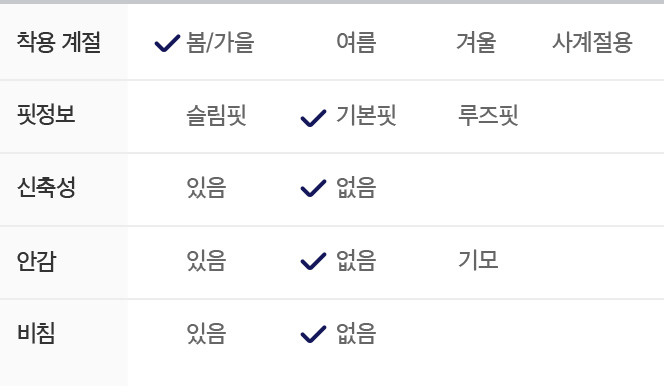 착용 계절 봄/가을 여름 겨울 사계절용
핏정보 슬림핏 기본핏 루즈핏
신축성 있음 없음
안감 있음 없음 기모
비침 있음 없음